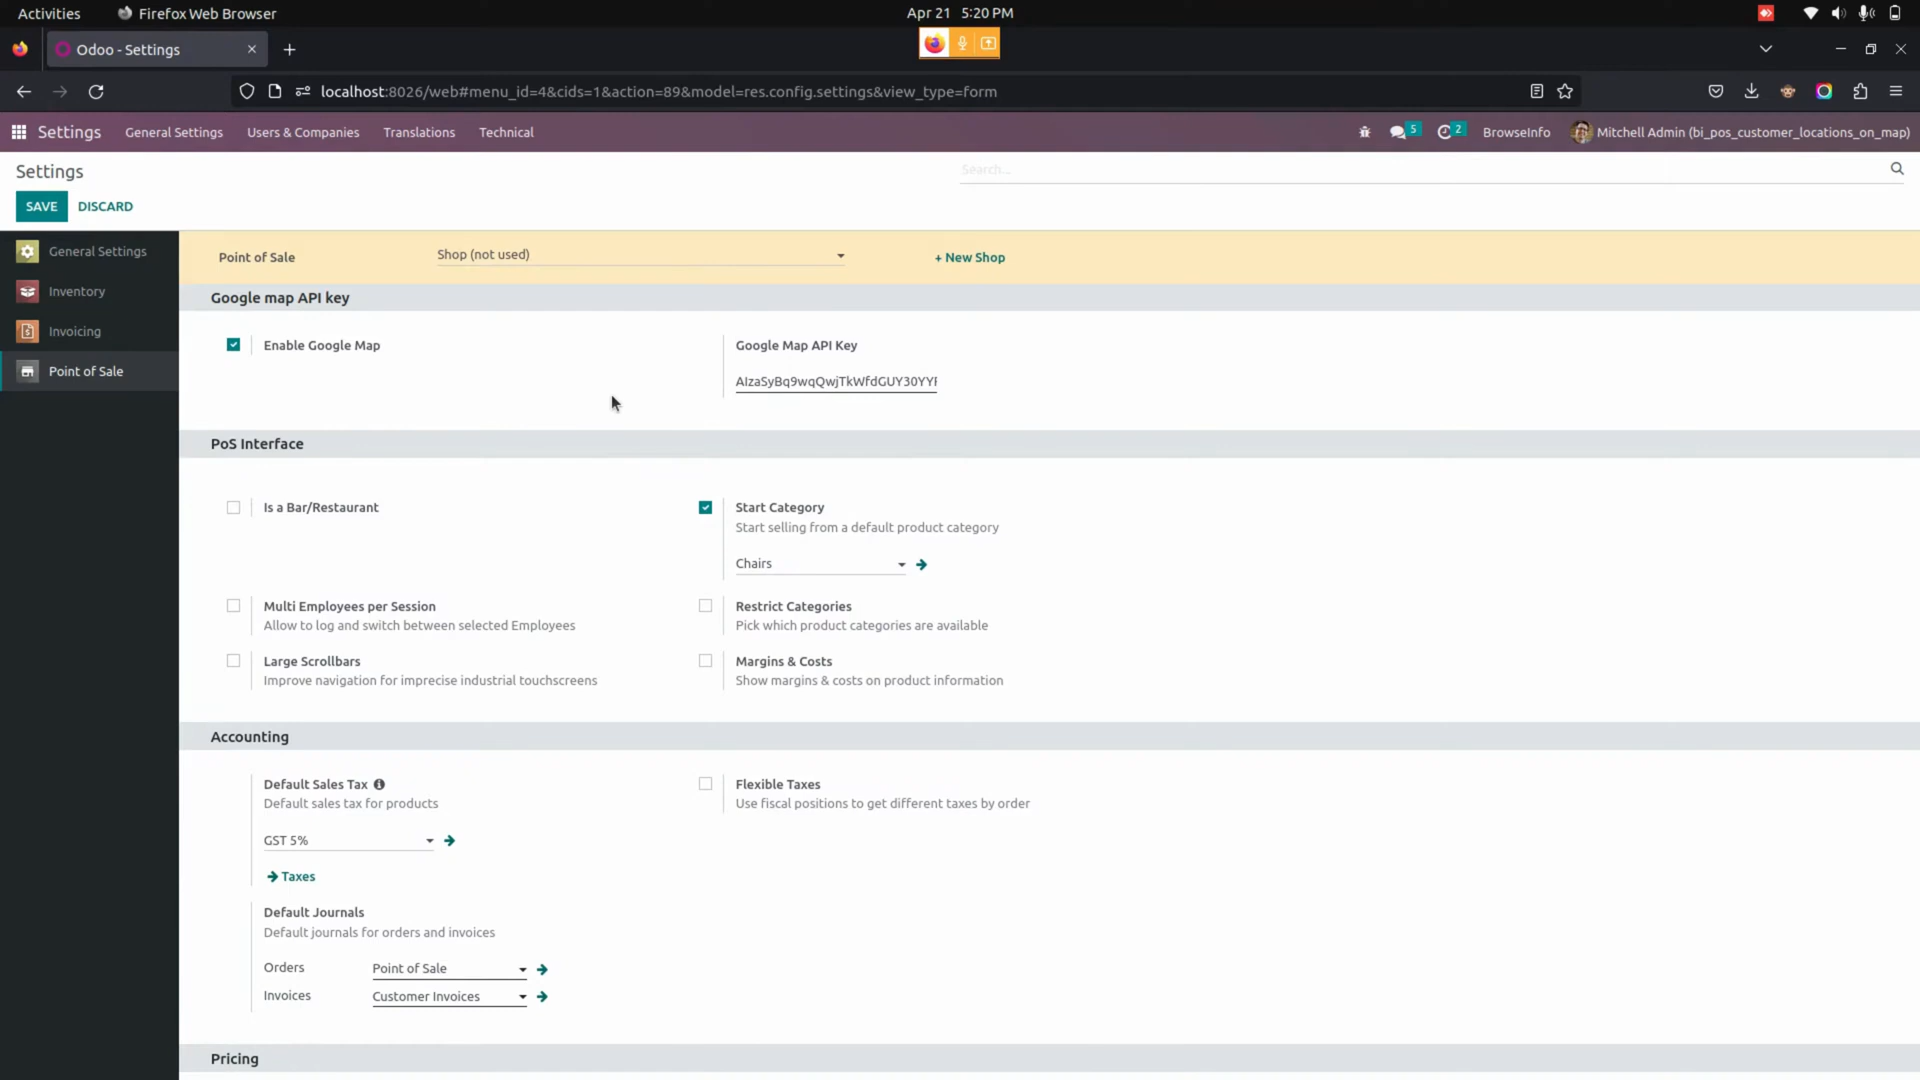 Activities
Firefox Web Browser
Apr 21 5:20 PM
Odoo - Settings
localhost:8026/web#menu_id=4&cids=1&action=89&model=res.config.settings&view_type=form
Settings
General Settings
Users & Companies
Translations
Technical
5
2
BrowseInfo
Mitchell Admin (bi_pos_customer_locations_on_map)
Settings
Search...
SAVE
DISCARD
General Settings
Inventory
Invoicing
Point of Sale
Point of Sale
Shop (not used)
+ New Shop
Google map API key
Enable Google Map
Google Map API Key
PoS Interface
Is a Bar/Restaurant
Start Category
Start selling from a default product category
Chairs
Multi Employees per Session
Allow to log and switch between selected Employees
Restrict Categories
Pick which product categories are available
Large Scrollbars
Improve navigation for imprecise industrial touchscreens
Margins & Costs
Show margins & costs on product information
Accounting
Default Sales Tax
Default sales tax for products
GST 5%
Taxes
Flexible Taxes
Use fiscal positions to get different taxes by order
Default Journals
Default journals for orders and invoices
Orders
Point of Sale
Invoices
Customer Invoices
Pricing